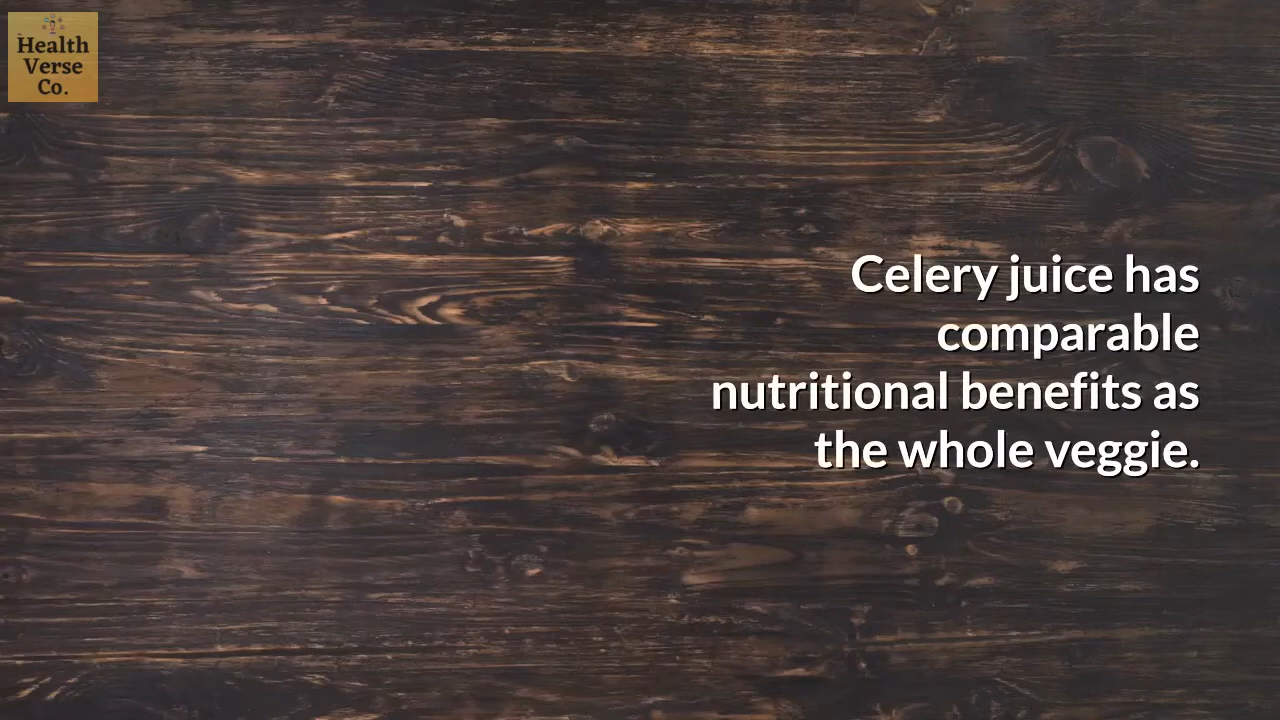 Health
Verse
Co.
Celery juice has
comparable
nutritional benefits as
the whole veggie.